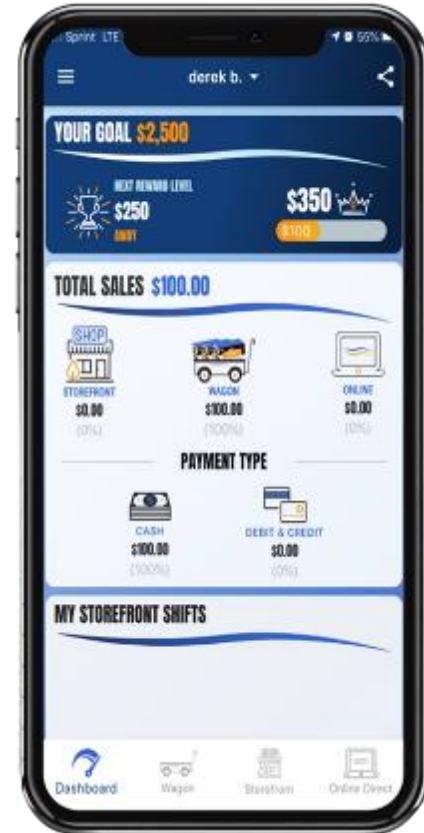 Sprint LTE 55%
derek b.
YOUR GOAL $2,500
NEXT REWARD LEVEL
$250
AWAY
$350
$100
TOTAL SALES $100.00
SHOP
STOREFRONT WAGON ONLINE
$0.00 $100.00 $0.00
(0%) (100%) (0%)
PAYMENT TYPE
CASH DEBIT & CREDIT
$100.00 $0.00
(100%) (0%)
MY STOREFRONT SHIFTS
Dashboard Wagon Storefront Online Direct